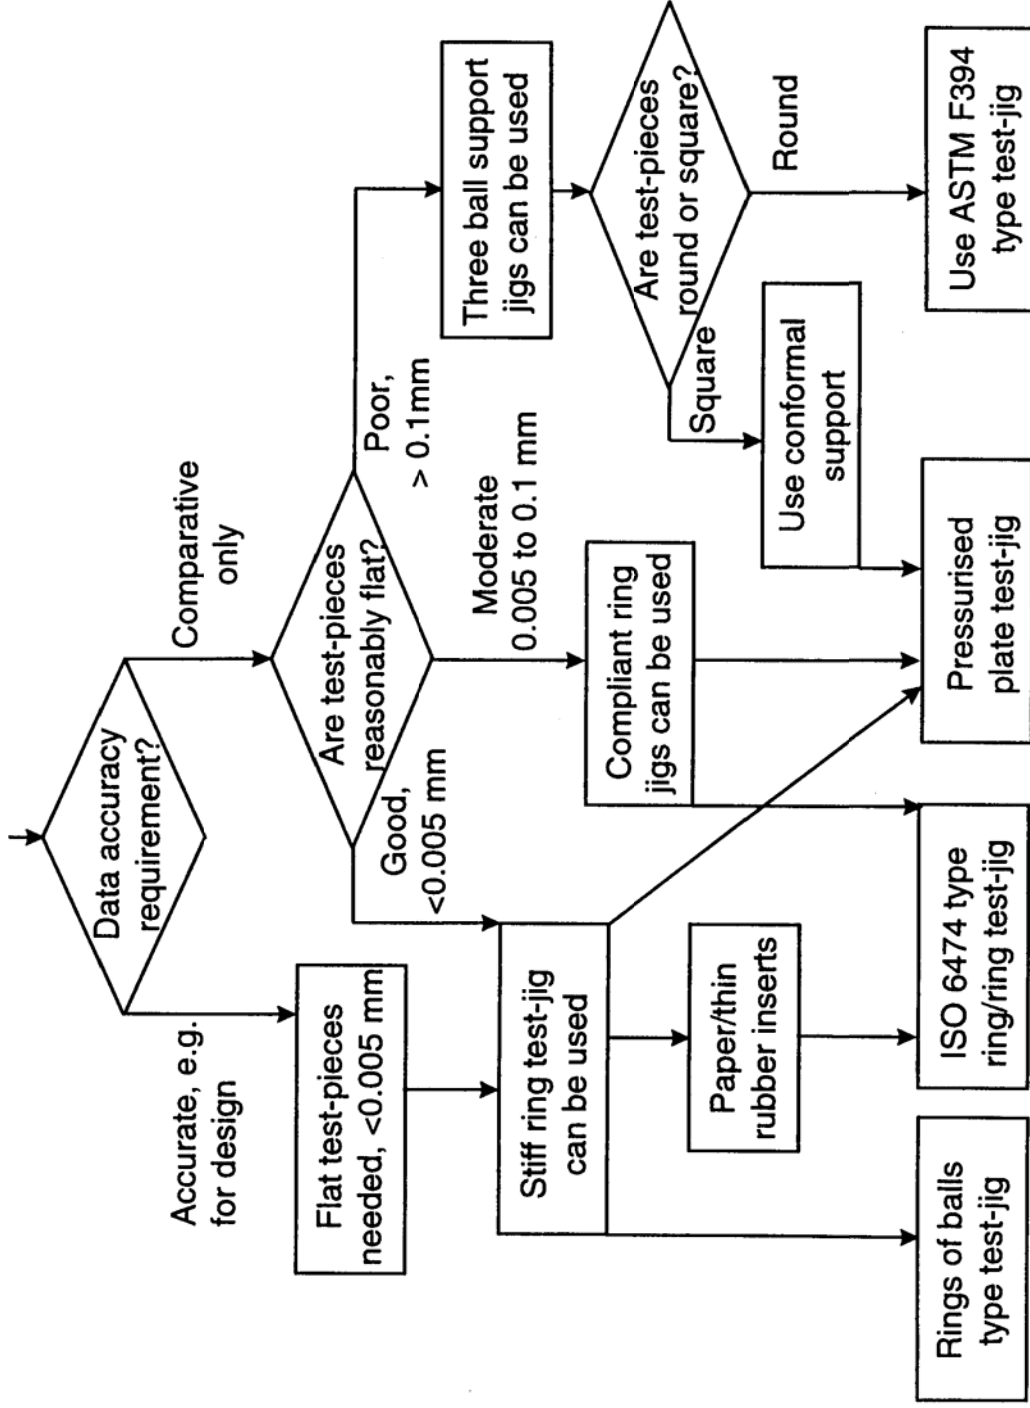 Data accuracy
requirement?
Accurate, e.g.
for design
Comparative
only
Flat test-pieces
needed, <0.005 mm
Are test-pieces
reasonably flat?
Good,
<0.005 mm
Moderate
0.005 to 0.1 mm
Poor,
> 0.1mm
Stiff ring test-jig
can be used
Compliant ring
jigs can be used
Three ball support
jigs can be used
Are test-pieces
round or square?
Square
Round
Paper/thin
rubber inserts
Use conformal
support
Rings of balls
type test-jig
ISO 6474 type
ring/ring test-jig
Pressurised
plate test-jig
Use ASTM F394
type test-jig